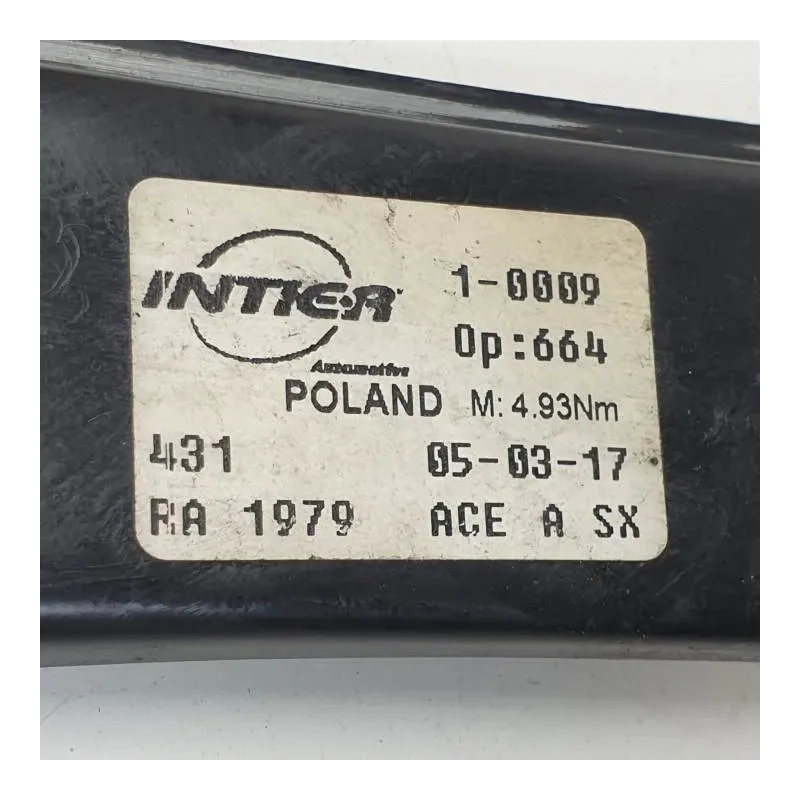 INTIER 1-0009
Automotive Op:664
POLAND M: 4.93Nm
431 05-03-17
RA 1979 ACE A SX